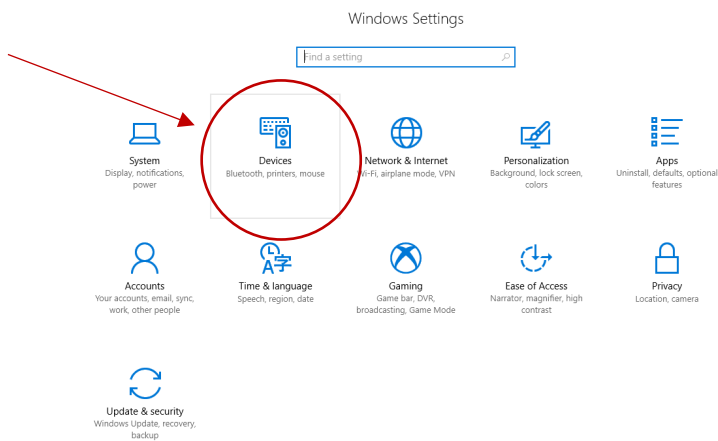 Windows Settings
Find a setting
System
Display, notifications,
power
Devices
Bluetooth, printers, mouse
Network & Internet
Wi-Fi, airplane mode, VPN
Personalization
Background, lock screen,
colors
Apps
Uninstall, defaults, optional
features
Accounts
Your accounts, email, sync,
work, other people
A字
Time & language
Speech, region, date
Gaming
Game bar, DVR,
broadcasting, Game Mode
Ease of Access
Narrator, magnifier, high
contrast
Privacy
Location, camera
Update & security
Windows Update, recovery,
backup